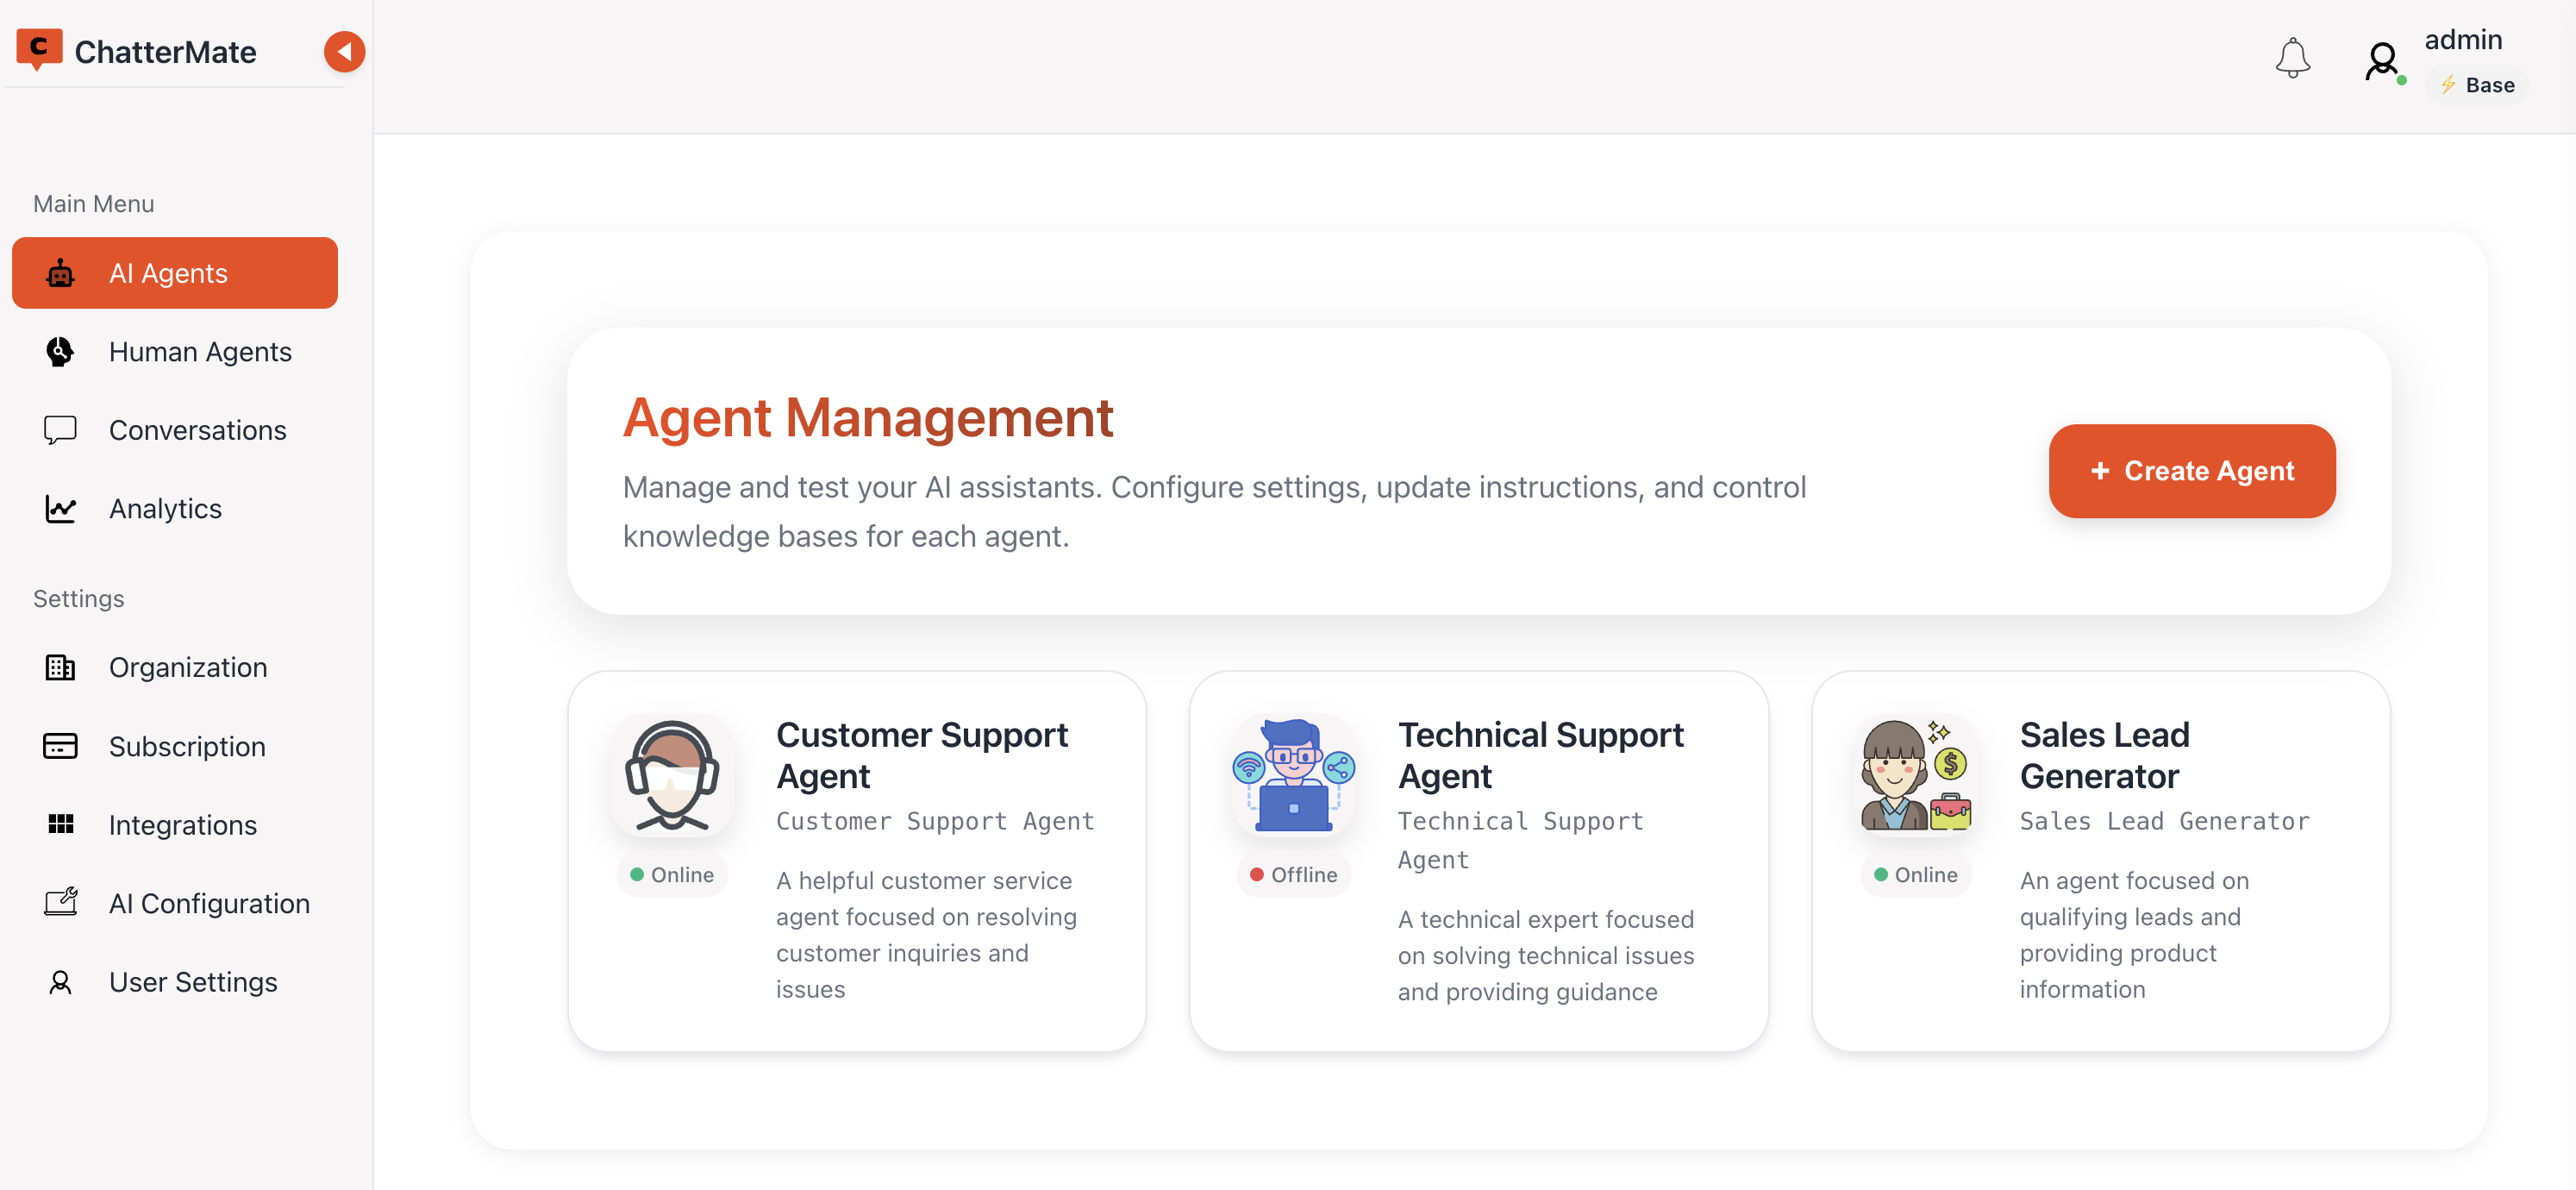 C ChatterMate
admin
Base
Main Menu
AI Agents
Human Agents
Conversations
Analytics
Settings
Organization
Subscription
Integrations
AI Configuration
User Settings
Agent Management
Manage and test your AI assistants. Configure settings, update instructions, and control
knowledge bases for each agent.
+ Create Agent
Customer Support
Agent
Customer Support Agent
Online
A helpful customer service
agent focused on resolving
customer inquiries and
issues
Technical Support
Agent
Technical Support
Agent
Offline
A technical expert focused
on solving technical issues
and providing guidance
Sales Lead
Generator
Sales Lead Generator
Online
An agent focused on
qualifying leads and
providing product
information
$